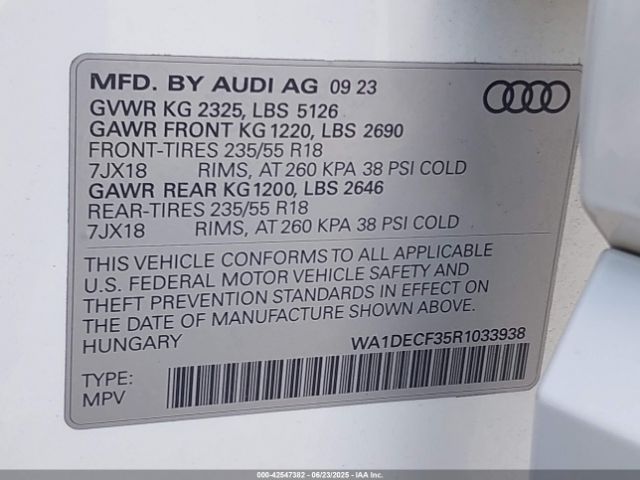 MFD. BY AUDI AG 09 23
GVWR KG 2325, LBS 5126
GAWR FRONT KG 1220, LBS 2690
FRONT-TIRES 235/55 R18
7JX18 RIMS, AT 260 KPA 38 PSI COLD
GAWR REAR KG 1200, LBS 2646
REAR-TIRES 235/55 R18
7JX18 RIMS, AT 260 KPA 38 PSI COLD
THIS VEHICLE CONFORMS TO ALL APPLICABLE
U.S. FEDERAL MOTOR VEHICLE SAFETY AND
THEFT PREVENTION STANDARDS IN EFFECT ON
THE DATE OF MANUFACTURE SHOWN ABOVE.
HUNGARY WA1DECF35R1033938
TYPE:
MPV
000-42547382 - 06/23/2025 - IAA Inc.